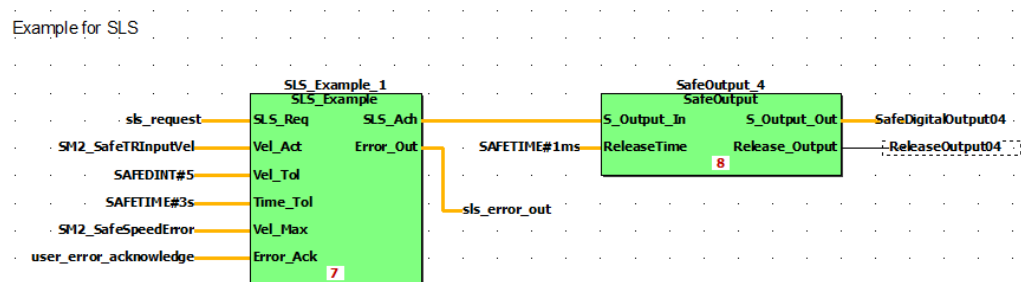 Example for SLS
SLS_Example_1
SLS_Example
sls_request
SLS_Req
SLS_Ach
SM2_SafeTRInputVel
Vel_Act
Error_Out
SAFEDINT#5
Vel_Tol
SAFETIME#3s
Time_Tol
SM2_SafeSpeedError
Vel_Max
user_error_acknowledge
Error_Ack
7
sls_error_out
SafeOutput_4
SafeOutput
S_Output_In
S_Output_Out
SafeDigitalOutput04
SAFETIME#1ms
ReleaseTime
Release_Output
ReleaseOutput04
8